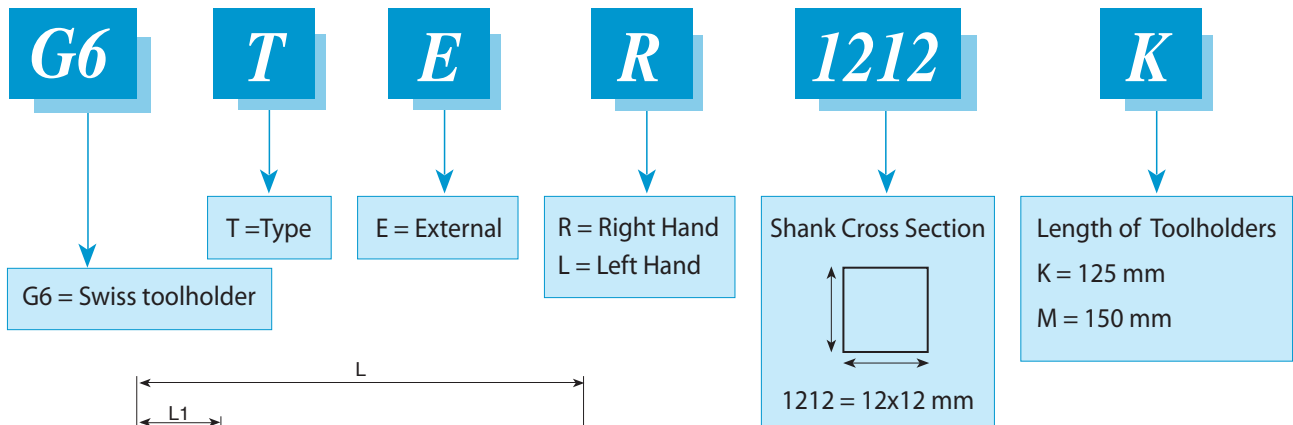 G6 T E R 1212 K
T =Type
E = External
R = Right Hand
L = Left Hand
Shank Cross Section
1212 = 12x12 mm
Length of Toolholders
K = 125 mm
M = 150 mm
G6 = Swiss toolholder
L
L1